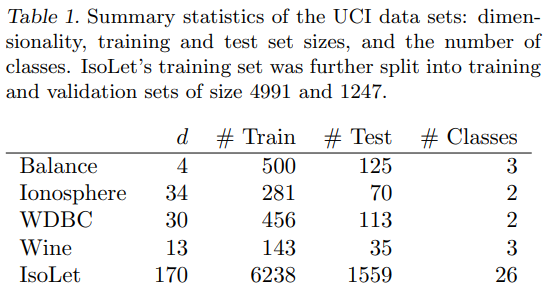 Table 1. Summary statistics of the UCI data sets: dimen-
sionality, training and test set sizes, and the number of
classes. IsoLet's training set was further split into training
and validation sets of size 4991 and 1247.
d # Train # Test # Classes
Balance 4 500 125 3
Ionosphere 34 281 70 2
WDBC 30 456 113 2
Wine 13 143 35 3
IsoLet 170 6238 1559 26